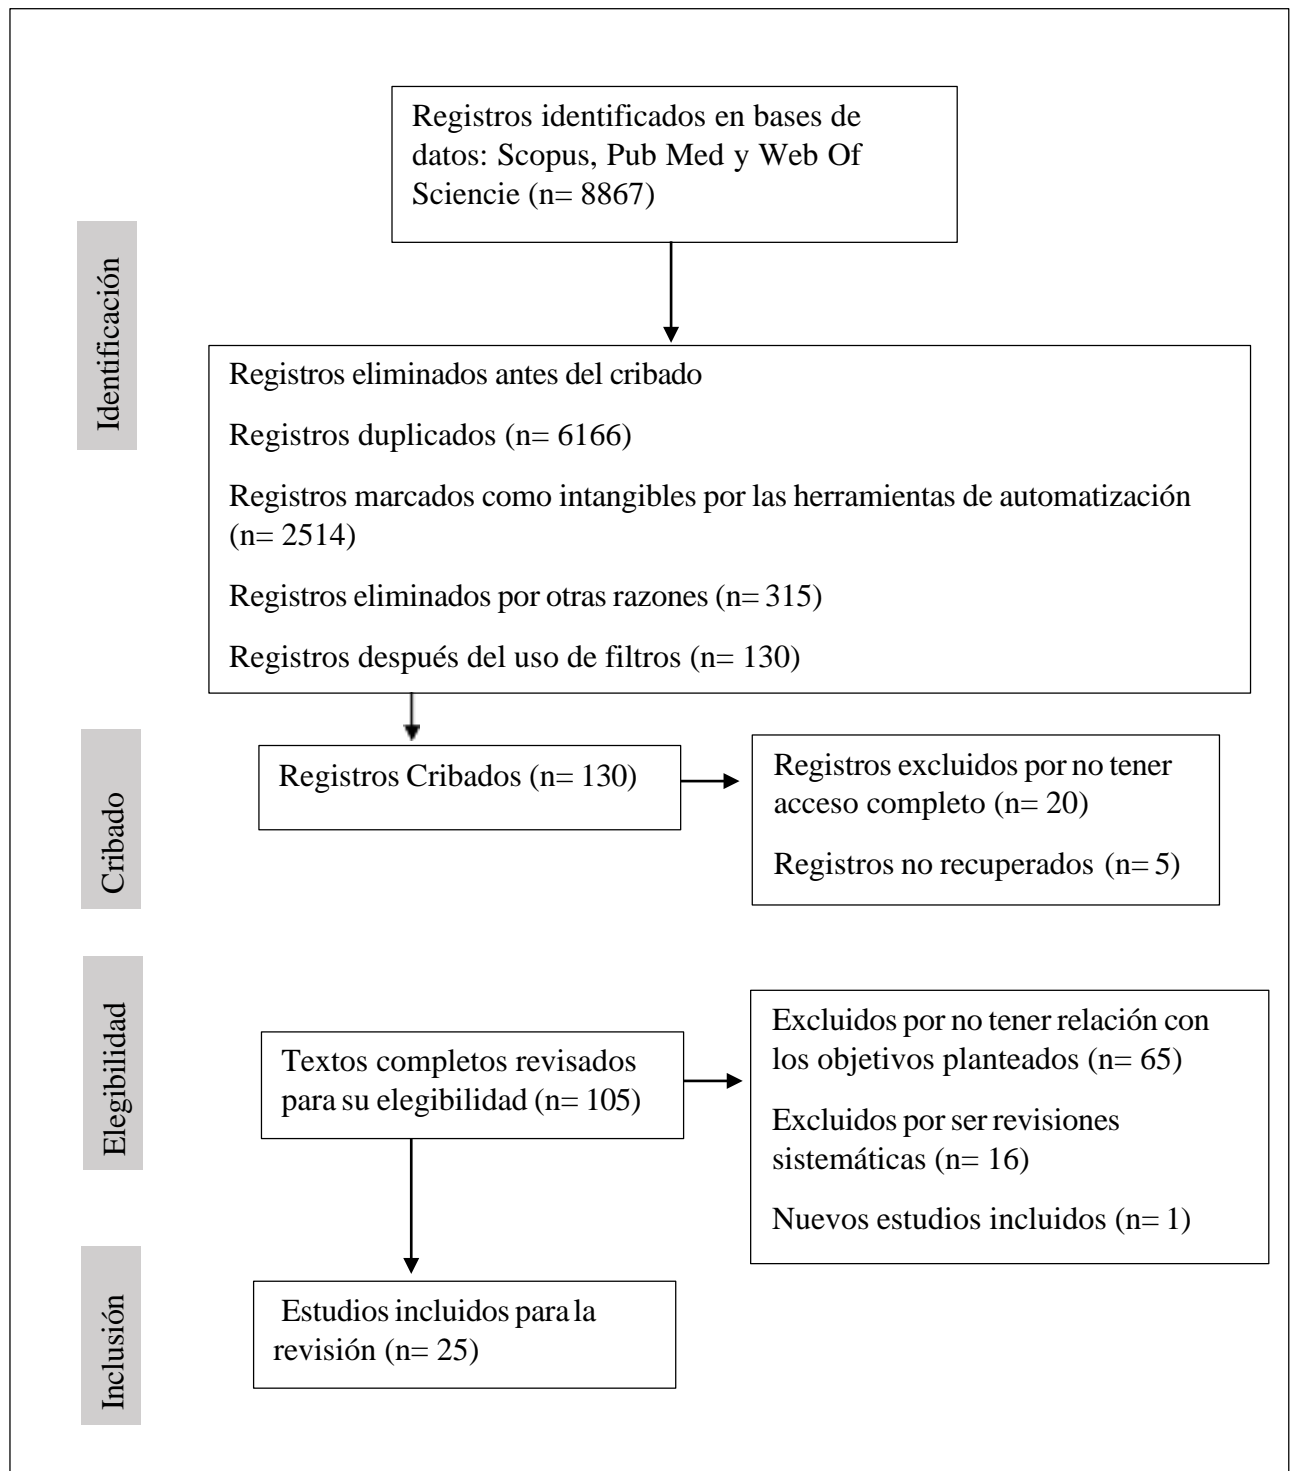 Registros identificados en bases de
datos: Scopus, Pub Med y Web Of
Sciencie (n= 8867)
Identificación
Registros eliminados antes del cribado
Registros duplicados (n= 6166)
Registros marcados como intangibles por las herramientas de automatización
(n= 2514)
Registros eliminados por otras razones (n= 315)
Registros después del uso de filtros (n= 130)
Cribado
Registros Cribados (n= 130)
Registros excluidos por no tener
acceso completo (n= 20)
Registros no recuperados (n= 5)
Elegibilidad
Textos completos revisados
para su elegibilidad (n= 105)
Excluidos por no tener relación con
los objetivos planteados (n= 65)
Excluidos por ser revisiones
sistemáticas (n= 16)
Nuevos estudios incluidos (n= 1)
Inclusión
Estudios incluidos para la
revisión (n= 25)